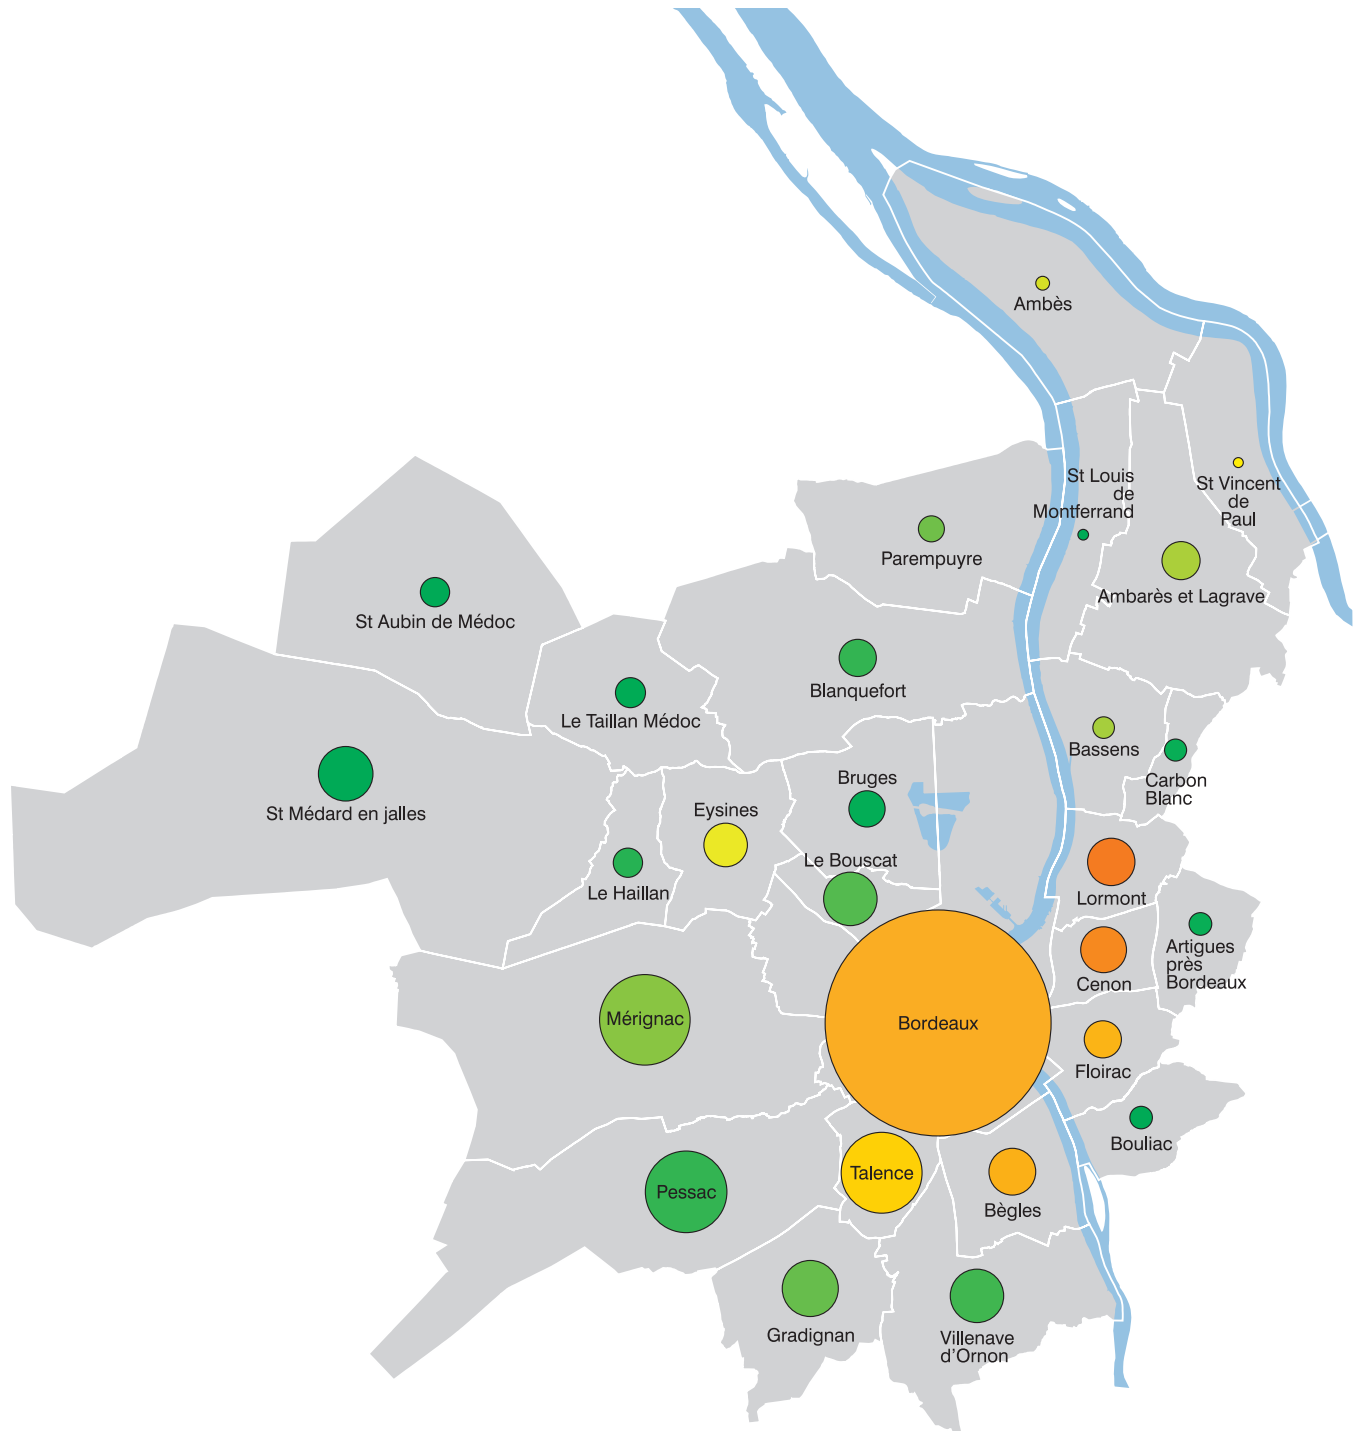 Ambès
St Louis
de
Montferrand
St Vincent
de
Paul
Parempuyre
Ambarès et Lagrave
St Aubin de Médoc
Blanquefort
Le Taillan Médoc
Bassens
Carbon
Blanc
St Médard en jalles
Bruges
Eysines
Le Bouscat
Le Haillan
Lormont
Artigues
près
Bordeaux
Cenon
Mérignac
Bordeaux
Floirac
Bouliac
Talence
Pessac
Bègles
Gradignan
Villenave
d'Ornon